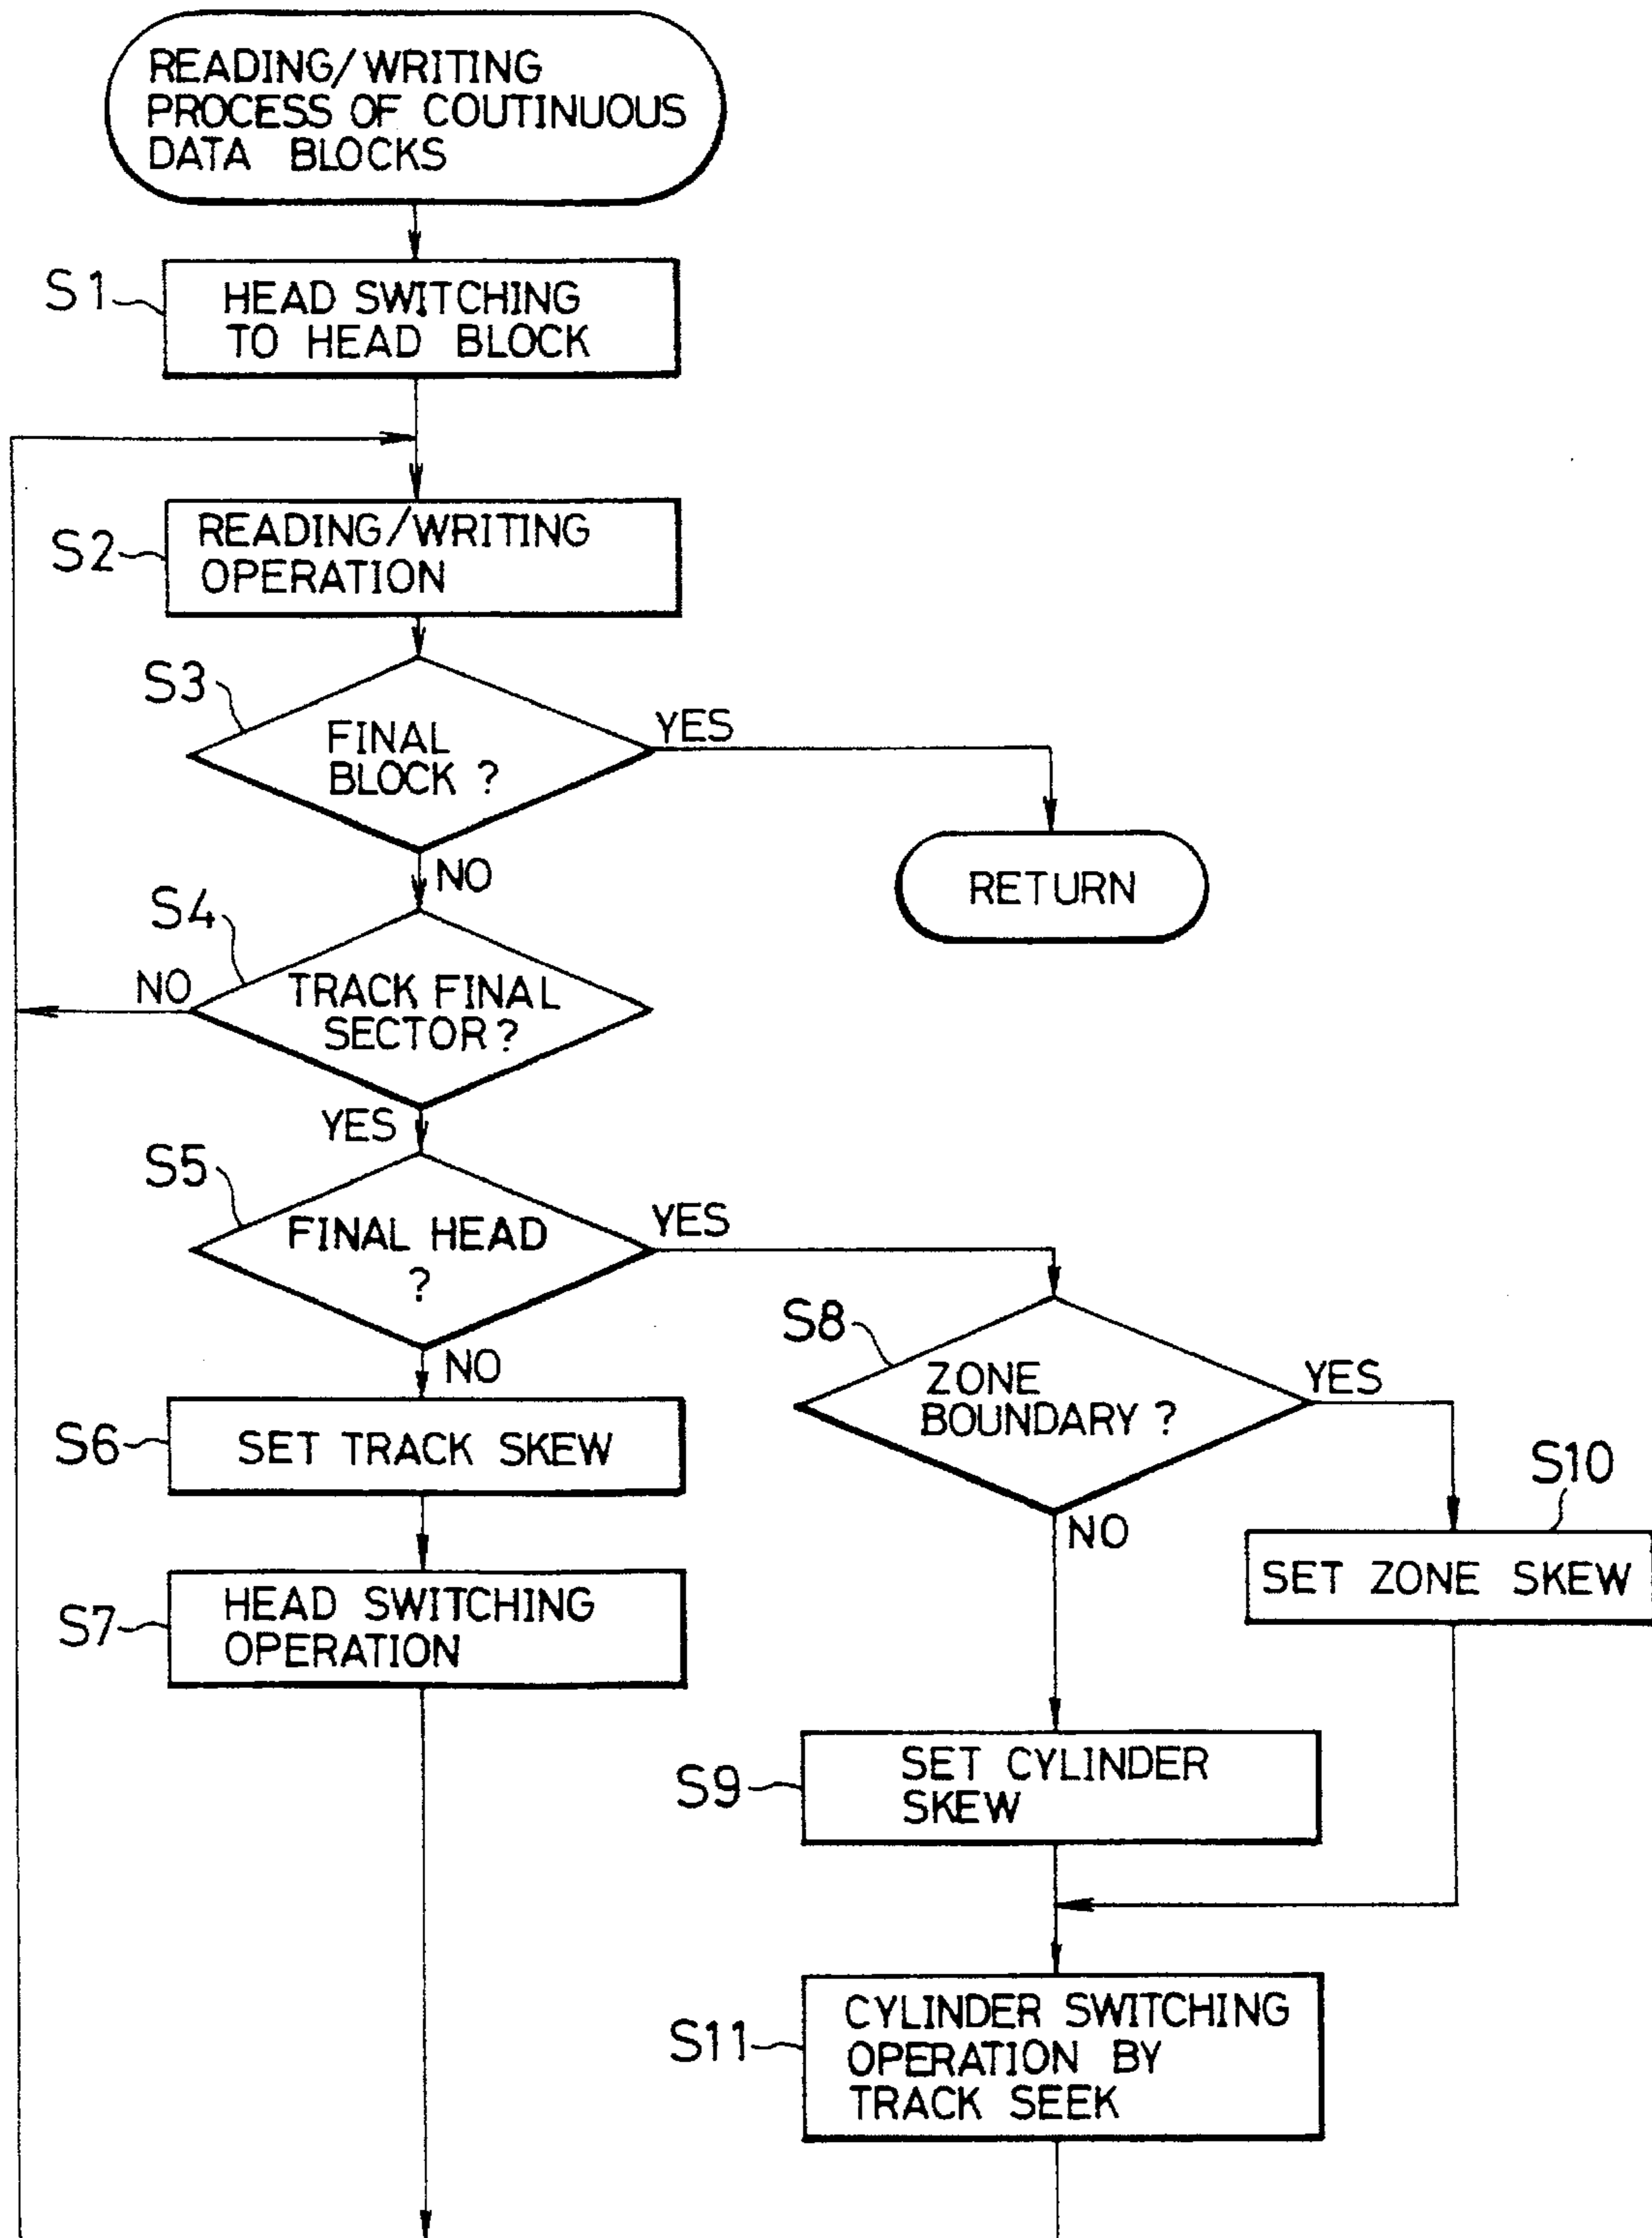 READING/WRITING
PROCESS OF COUTINUOUS
DATA BLOCKS
S1
HEAD SWITCHING
TO HEAD BLOCK
S2
READING/WRITING
OPERATION
S3
FINAL
BLOCK ?
YES
NO
RETURN
S4
NO
TRACK FINAL
SECTOR?
YES
S5
FINAL HEAD
?
YES
NO
S6
SET TRACK SKEW
S7
HEAD SWITCHING
OPERATION
S8
ZONE
BOUNDARY ?
YES
NO
S10
SET ZONE SKEW
S9
SET CYLINDER
SKEW
S11
CYLINDER SWITCHING
OPERATION BY
TRACK SEEK